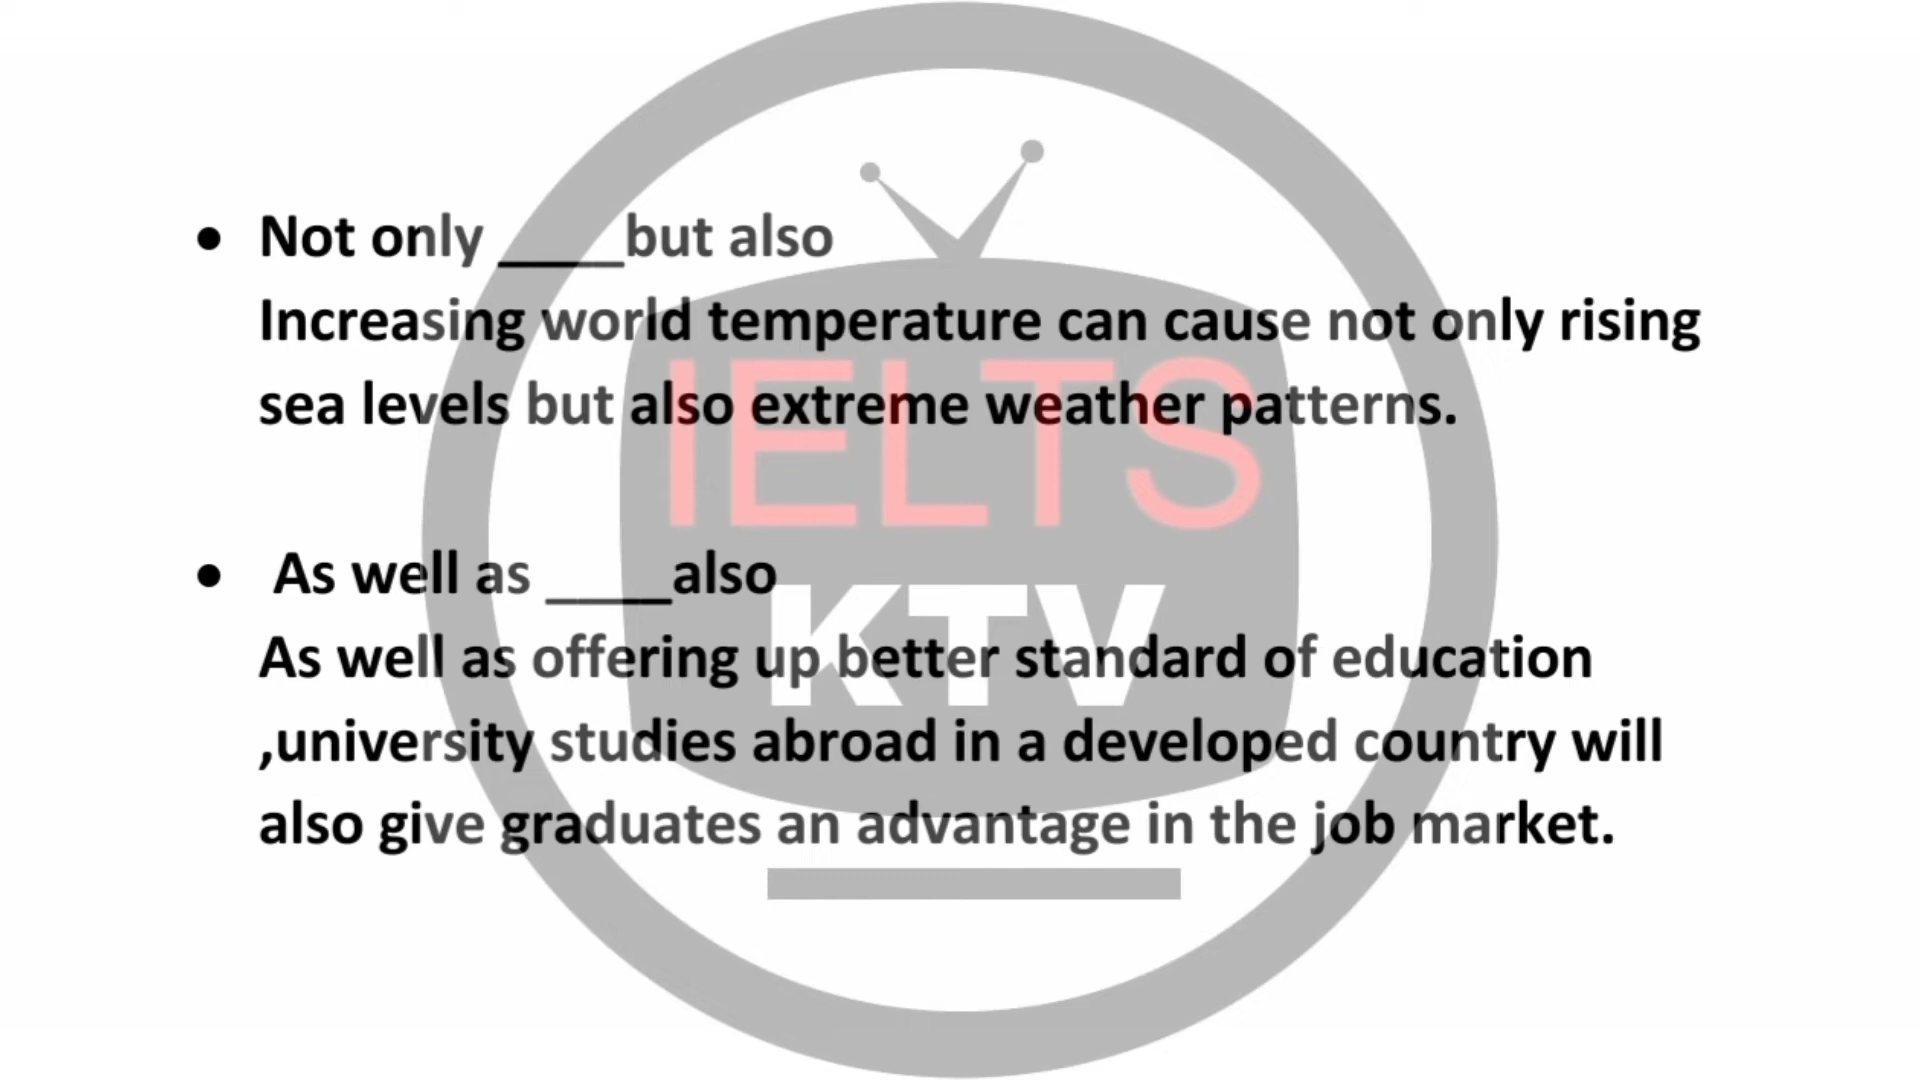 • Not only ____but also
Increasing world temperature can cause not only rising
sea levels but also extreme weather patterns.
IELTS
• As well as ____also
KTV
As well as offering up better standard of education
,university studies abroad in a developed country will
also give graduates an advantage in the job market.